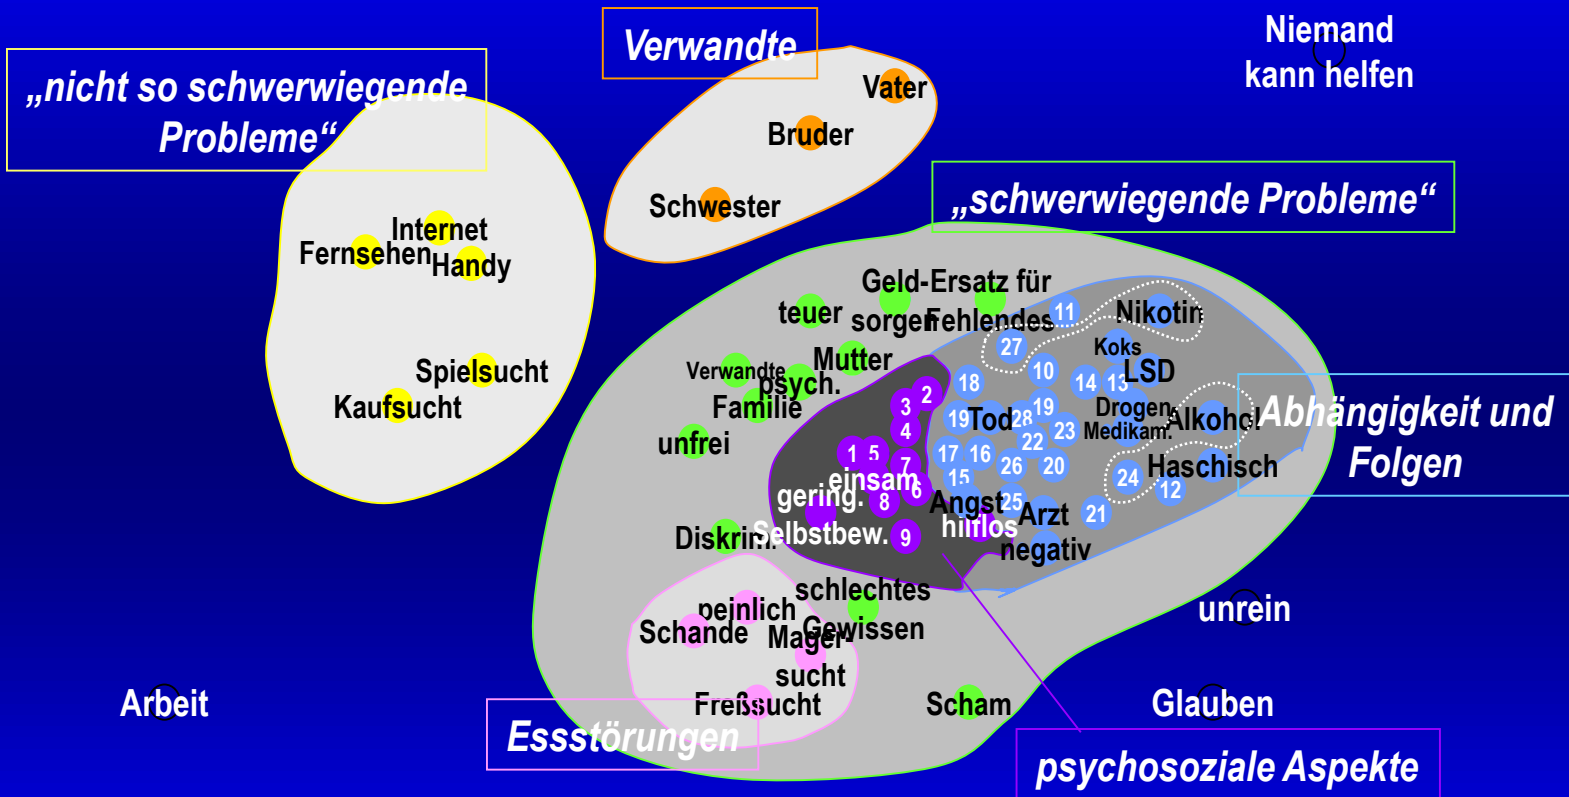 Niemand
kann helfen
Verwandte
„nicht so schwerwiegende
Probleme“
Vater
Bruder
Schwester
„schwerwiegende Probleme“
Internet
Fernsehen
Handy
Spielsucht
Kaufsucht
Geld-
sorgen
Ersatz für
Fehlendes
teuer
11
Nikotin
27
Mutter
Koks
Verwandte
psych.
10
LSD
18
14
13
Familie
2
3
19
Tod
28
19
Drogen
Medikam.
Alkohol
Abhängigkeit und
Folgen
unfrei
4
23
22
1
5
7
17
16
26
20
Haschisch
einsam
15
24
12
gering.
Selbstbew.
8
6
Angst
25
Arzt
21
Diskrim.
9
hilflos
negativ
schlechtes
Gewissen
peinlich
Schande
Mager-
sucht
unrein
Freßsucht
Scham
Glauben
Arbeit
Essstörungen
psychosoziale Aspekte